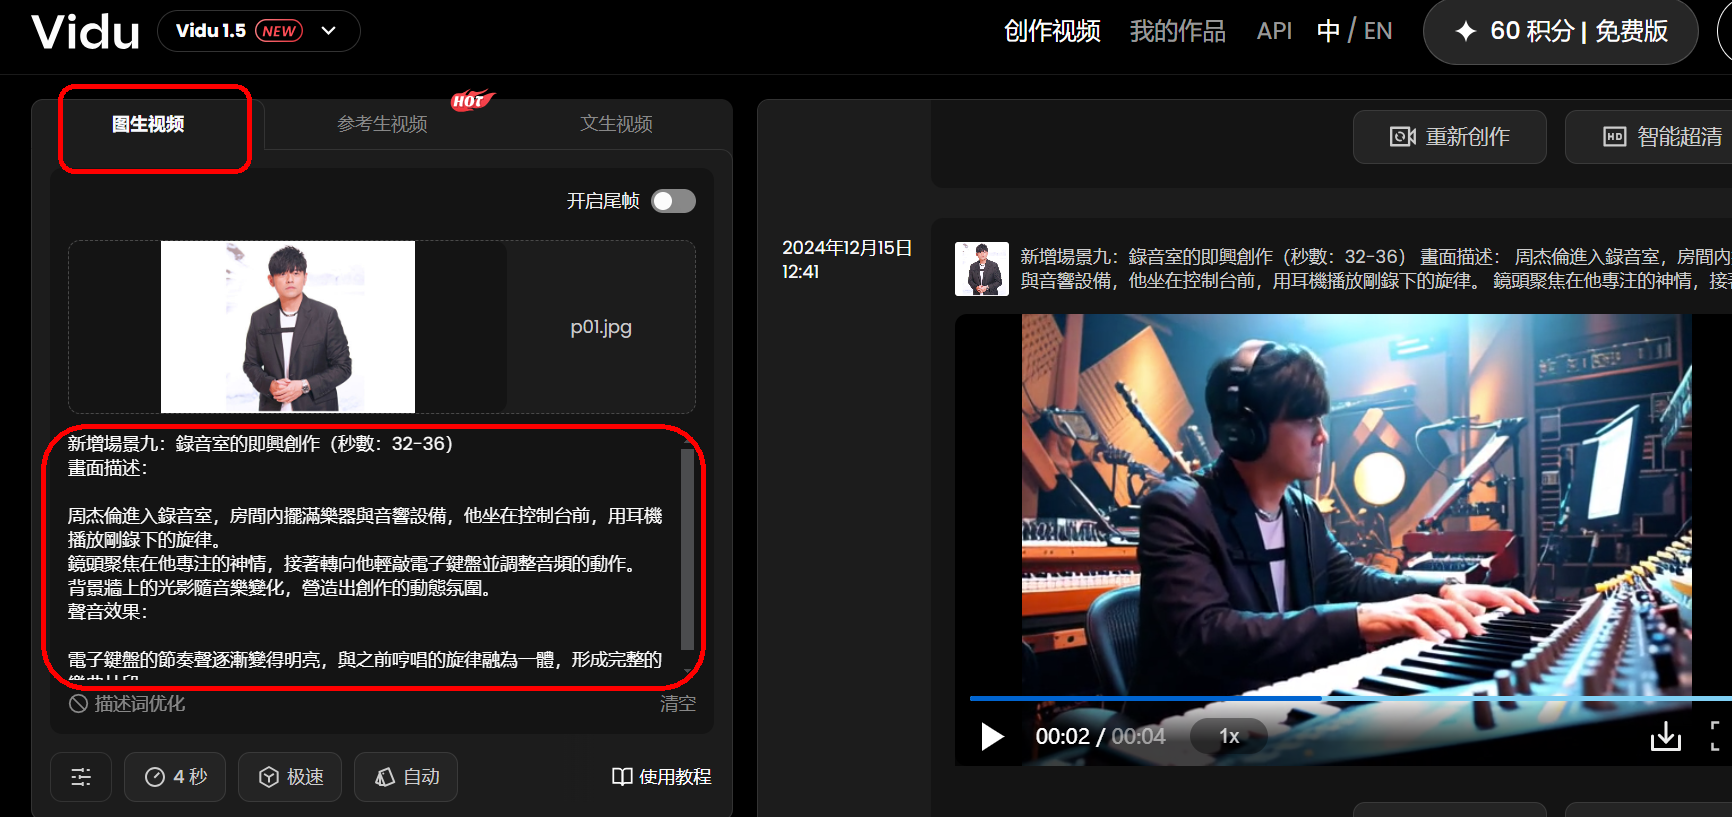 Vidu
Vidu 1.5 NEW
创作视频 我的作品 API 中 / EN
60 积分 | 免费版
图生视频
参考生视频
HOT
文生视频
开启尾帧
p01.jpg
新增場景九：錄音室的即興創作（秒數：32-36）
畫面描述：
周杰倫進入錄音室，房間內擺滿樂器與音響設備，他坐在控制台前，用耳機
播放剛錄下的旋律。
鏡頭聚焦在他專注的神情，接著轉向他輕敲電子鍵盤並調整音頻的動作。
背景牆上的光影隨音樂變化，營造出創作的動態氛圍。
聲音效果：
電子鍵盤的節奏聲逐漸變得明亮，與之前哼唱的旋律融為一體，形成完整的
描述词优化
清空
4 秒
极速
自动
使用教程
重新创作
HD 智能超清
2024年12月15日
12:41
新增場景九：錄音室的即興創作（秒數：32-36） 畫面描述： 周杰倫進入錄音室，房間內
與音響設備，他坐在控制台前，用耳機播放剛錄下的旋律。 鏡頭聚焦在他專注的神情，接
00:02 / 00:04
1x